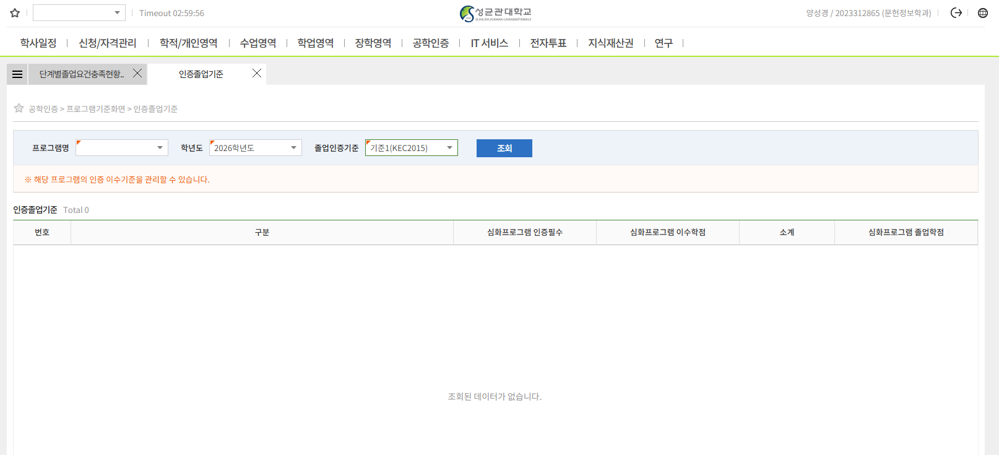 Timeout 02:59:56
성균관대학교
SUNGKYUNKWAN UNIVERSITY(SKKU)
양성경 / 2023312865 (문헌정보학과)
학사일정 신청/자격관리 학적/개인영역 수업영역 학업영역 장학영역 공학인증 IT 서비스 전자투표 지식재산권 연구
단계별졸업요건충족현황.. 인증졸업기준
공학인증 > 프로그램기준화면 > 인증졸업기준
프로그램명 학년도 2026학년도 졸업인증기준 기준1(KEC2015) 조회
※ 해당 프로그램의 인증 이수기준을 관리할 수 있습니다.
인증졸업기준 Total 0
번호 구분 심화프로그램 인증필수 심화프로그램 이수학점 소계 심화프로그램 졸업학점
조회된 데이터가 없습니다.